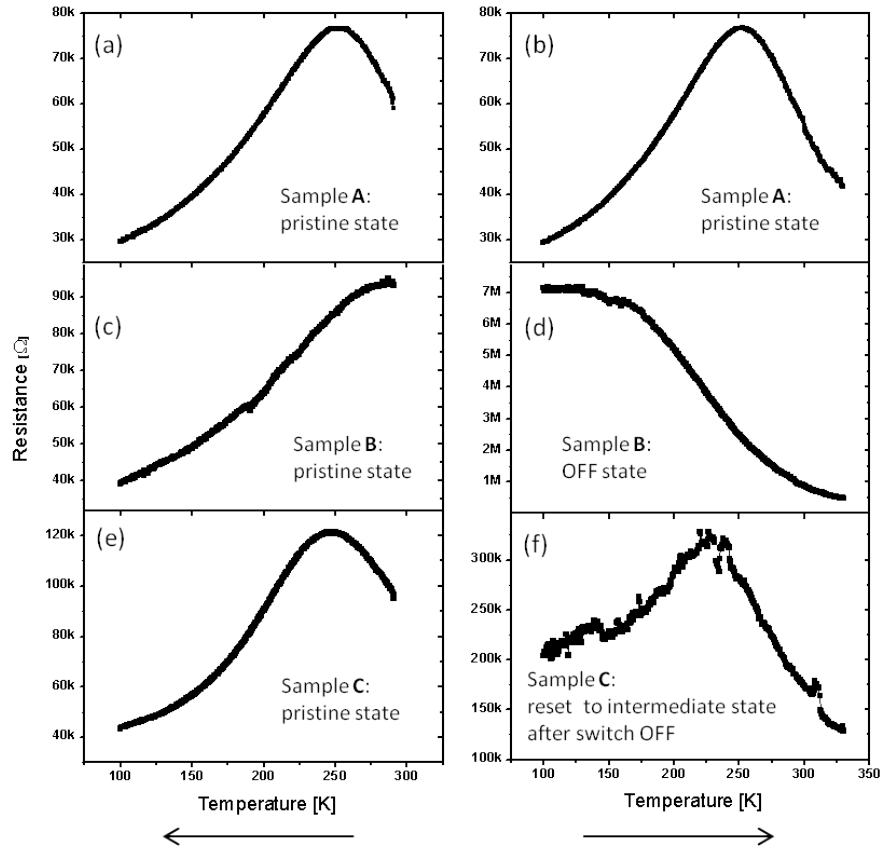 80k
70k
60k
50k
40k
30k
(a)
Sample A:
pristine state
80k
70k
60k
50k
40k
30k
(b)
Sample A:
pristine state
90k
80k
70k
60k
50k
40k
(c)
Sample B:
pristine state
7M
6M
5M
4M
3M
2M
1M
(d)
Sample B:
OFF state
120k
100k
80k
60k
40k
(e)
Sample C:
pristine state
300k
250k
200k
150k
100k
(f)
Sample C:
reset to intermediate state
after switch OFF
Resistance [Ω]
100 150 200 250 300
Temperature [K]
100 150 200 250 300 350
Temperature [K]